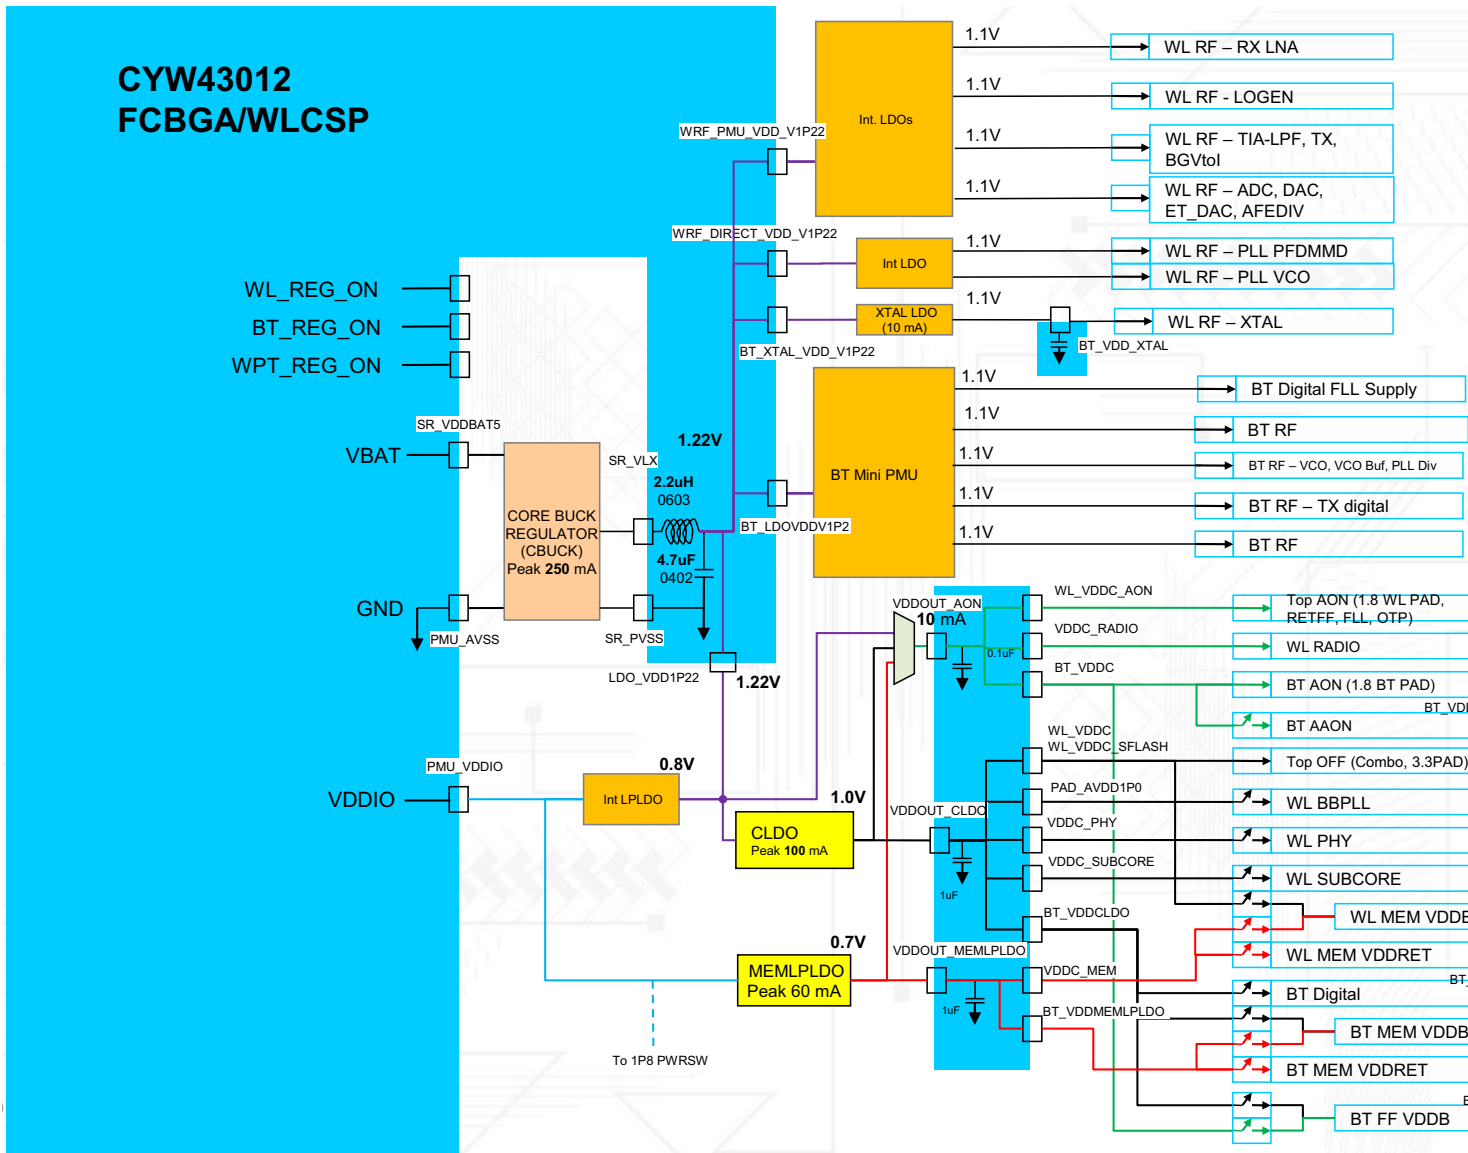 CYW43012
FCBGA/WLCSP
WL_REG_ON
BT_REG_ON
WPT_REG_ON
SR_VDDBAT5
VBAT
GND
PMU_AVSS
CORE BUCK
REGULATOR
(CBUCK)
Peak 250 mA
SR_VLX
2.2uH
0603
4.7uF
0402
SR_PVSS
1.22V
LDO_VDD1P22
1.22V
WRF_PMU_VDD_V1P22
WRF_DIRECT_VDD_V1P22
BT_XTAL_VDD_V1P22
BT_LDOVDDV1P2
Int. LDOs
1.1V
WL RF – RX LNA
1.1V
WL RF - LOGEN
1.1V
WL RF – TIA-LPF, TX,
BGVtol
1.1V
WL RF – ADC, DAC,
ET_DAC, AFEDIV
Int LDO
1.1V
WL RF – PLL PFDMMD
WL RF – PLL VCO
XTAL LDO
(10 mA)
1.1V
WL RF – XTAL
BT_VDD_XTAL
BT Mini PMU
1.1V
BT Digital FLL Supply
1.1V
BT RF
1.1V
BT RF – VCO, VCO Buf, PLL Div
1.1V
BT RF – TX digital
1.1V
BT RF
VDDOUT_AON
10 mA
0.1uF
WL_VDDC_AON
Top AON (1.8 WL PAD,
RETFF, FLL, OTP)
VDDC_RADIO
WL RADIO
BT_VDDC
BT AON (1.8 BT PAD)
BT_VDI
BT AAON
WL_VDDC
WL_VDDC_SFLASH
Top OFF (Combo, 3.3PAD)
PMU_VDDIO
VDDIO
Int LPLDO
0.8V
CLDO
Peak 100 mA
1.0V
VDDOUT_CLDO
1uF
PAD_AVDD1P0
WL BBPLL
VDDC_PHY
WL PHY
VDDC_SUBCORE
WL SUBCORE
BT_VDDCLDO
WL MEM VDDB
MEMLPLDO
Peak 60 mA
0.7V
VDDOUT_MEMLPLDO
1uF
VDDC_MEM
WL MEM VDDRET
BT_
BT Digital
BT_VDDMEMLPLDO
BT MEM VDDB
BT MEM VDDRET
BT FF VDDB
To 1P8 PWRSW